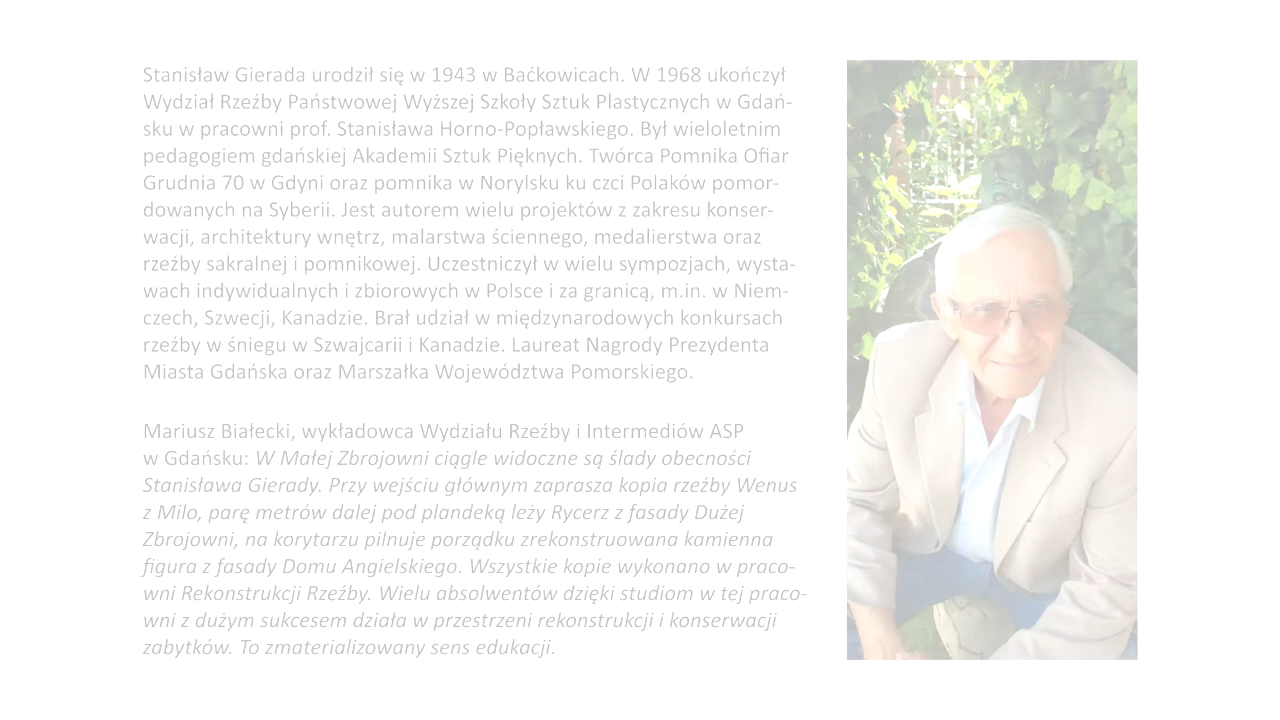 Stanisław Gierada urodził się w 1943 w Baćkowicach. W 1968 ukończył
Wydział Rzeźby Państwowej Wyższej Szkoły Sztuk Plastycznych w Gdań-
sku w pracowni prof. Stanisława Horno-Popławskiego. Był wieloletnim
pedagogiem gdańskiej Akademii Sztuk Pięknych. Twórca Pomnika Ofiar
Grudnia 70 w Gdyni oraz pomnika w Norylsku ku czci Polaków pomor-
dowanych na Syberii. Jest autorem wielu projektów z zakresu konser-
wacji, architektury wnętrz, malarstwa ściennego, medalierstwa oraz
rzeźby sakralnej i pomnikowej. Uczestniczył w wielu sympozjach, wysta-
wach indywidualnych i zbiorowych w Polsce i za granicą, m.in. w Niem-
czech, Szwecji, Kanadzie. Brał udział w międzynarodowych konkursach
rzeźby w śniegu w Szwajcarii i Kanadzie. Laureat Nagrody Prezydenta
Miasta Gdańska oraz Marszałka Województwa Pomorskiego.
Mariusz Białecki, wykładowca Wydziału Rzeźby i Intermediów ASP
w Gdańsku: W Małej Zbrojowni ciągle widoczne są ślady obecności
Stanisława Gierady. Przy wejściu głównym zaprasza kopia rzeźby Wenus
z Milo, parę metrów dalej pod plandeką leży Rycerz z fasady Dużej
Zbrojowni, na korytarzu pilnuje porządku zrekonstruowana kamienna
figura z fasady Domu Angielskiego. Wszystkie kopie wykonano w praco-
wni Rekonstrukcji Rzeźby. Wielu absolwentów dzięki studiom w tej praco-
wni z dużym sukcesem działa w przestrzeni rekonstrukcji i konserwacji
zabytków. To zmaterializowany sens edukacji.